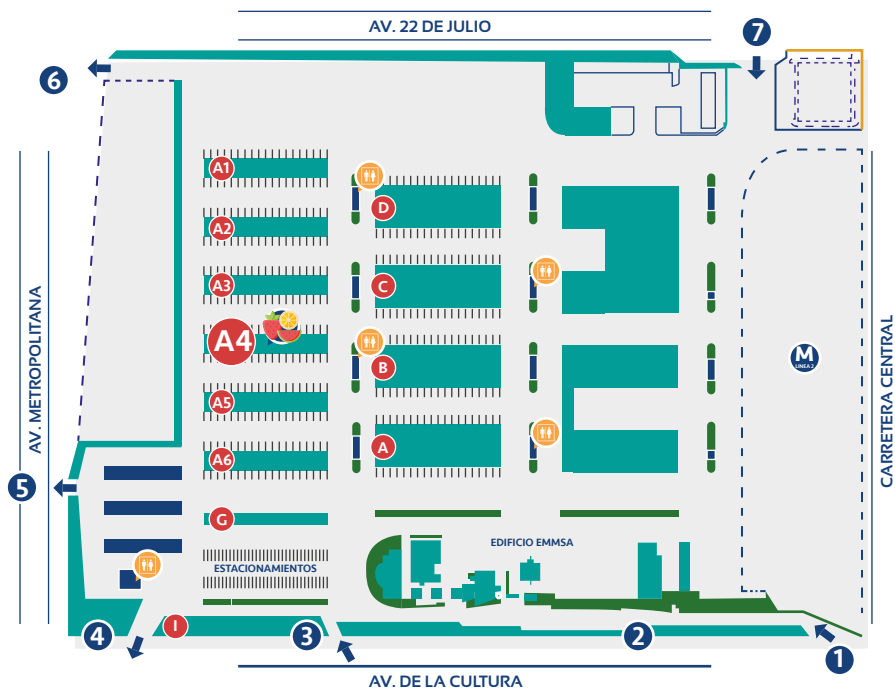 AV. 22 DE JULIO
7
6
A1
D
A2
A3
C
A4
B
M
LINEA 2
A5
A
A6
AV. METROPOLITANA
CARRETERA CENTRAL
5
G
EDIFICIO EMMSA
ESTACIONAMIENTOS
I
4
3
2
1
AV. DE LA CULTURA